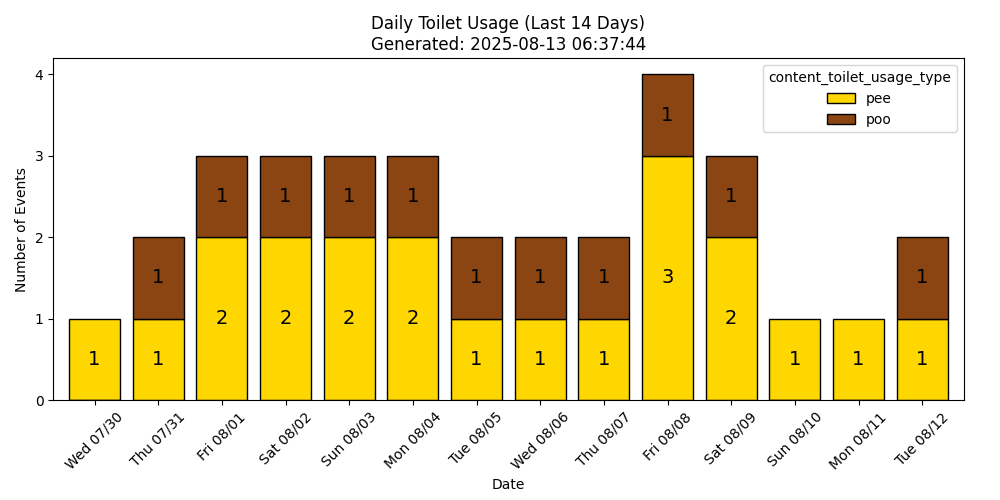 Daily Toilet Usage (Last 14 Days)
Generated: 2025-08-13 06:37:44
content_toilet_usage_type
pee
poo
Number of Events
4
3
2
1
0
1
1 1
2 1
2 1
2 1
2 1
1 1
1 1
1 1
3 1
2 1
1
1
1 1
Wed 07/30
Thu 07/31
Fri 08/01
Sat 08/02
Sun 08/03
Mon 08/04
Tue 08/05
Wed 08/06
Thu 08/07
Fri 08/08
Sat 08/09
Sun 08/10
Mon 08/11
Tue 08/12
Date